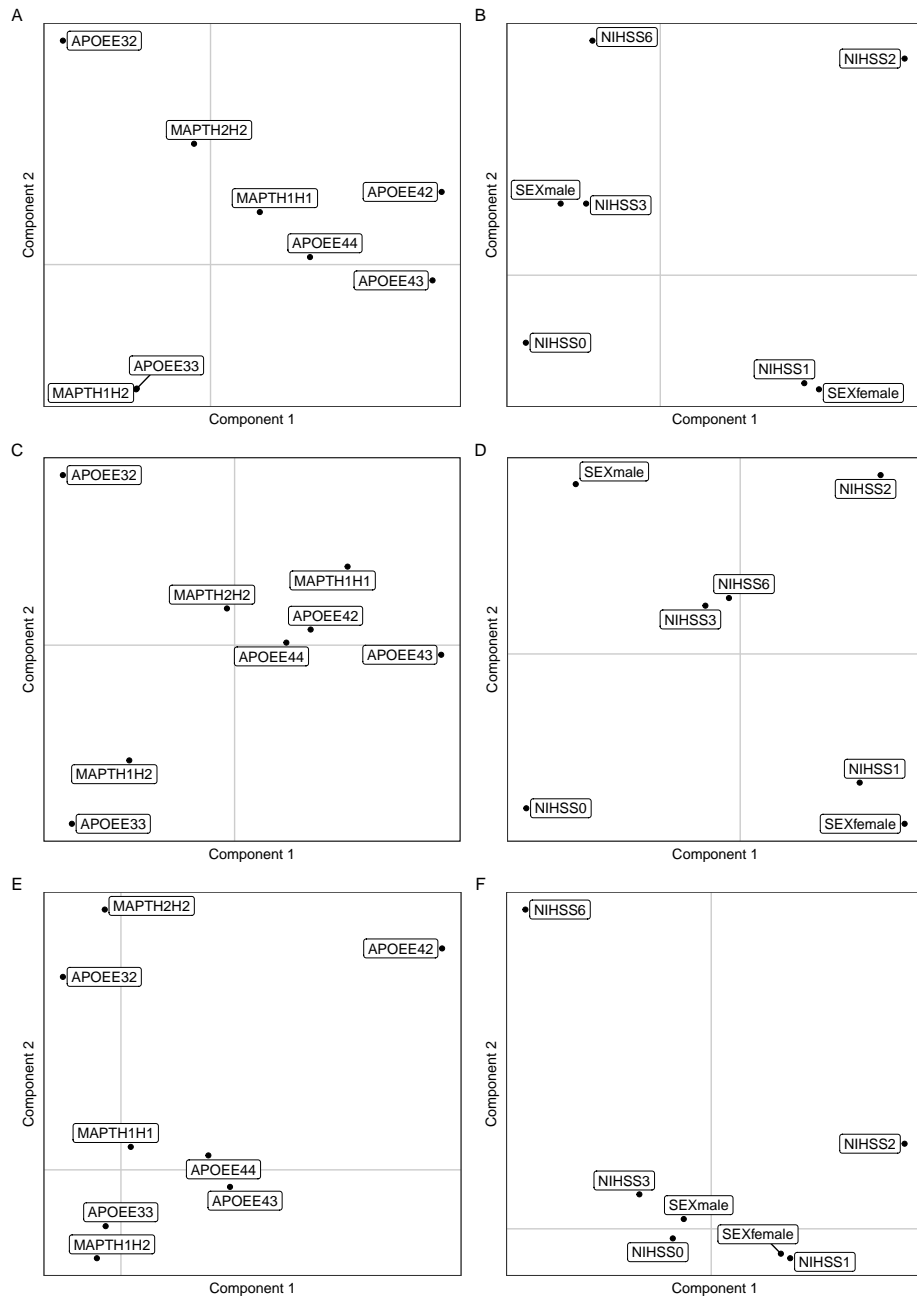 A
APOEE32
MAPTH2H2
MAPTH1H1
APOEE42
APOEE44
APOEE43
APOEE33
MAPTH1H2
Component 1
Component 2
B
NIHSS6
NIHSS2
SEXmale
NIHSS3
NIHSS0
NIHSS1
SEXfemale
Component 1
Component 2
C
APOEE32
MAPTH1H1
MAPTH2H2
APOEE42
APOEE44
APOEE43
MAPTH1H2
APOEE33
Component 1
Component 2
D
SEXmale
NIHSS2
NIHSS6
NIHSS3
NIHSS1
NIHSS0
SEXfemale
Component 1
Component 2
E
MAPTH2H2
APOEE42
APOEE32
MAPTH1H1
APOEE44
APOEE43
APOEE33
MAPTH1H2
Component 1
Component 2
F
NIHSS6
NIHSS2
NIHSS3
SEXmale
SEXfemale
NIHSS0
NIHSS1
Component 1
Component 2